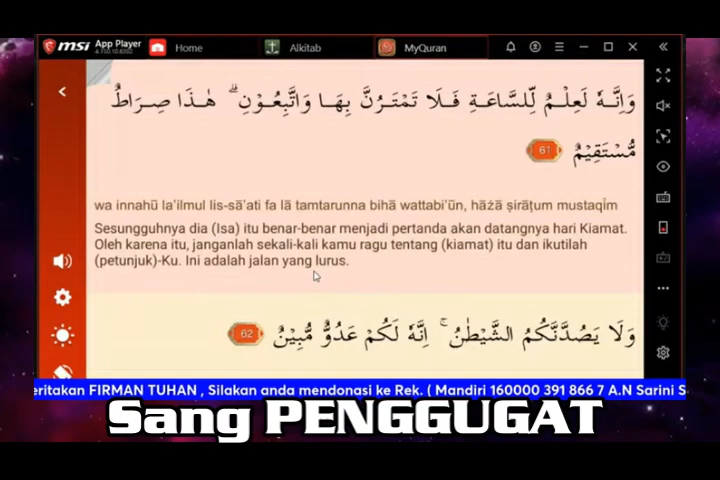 msi App Player
4.150.10.6302
Home
Alkitab
MyQuran
وَاِنَّهٗ لَعِلْمٌ لِّلسَّاعَةِ فَلَا تَمْتَرُنَّ بِهَا وَاتَّبِعُوْنِۗ هٰذَا صِرَاطٌ
مُّسْتَقِيْمٌ 61
wa innahū la'ilmul lis-sā'ati fa lā tamtarunna bihā wattabi'ūn, hāżā ṣirāṭum mustaqīm
Sesungguhnya dia (Isa) itu benar-benar menjadi pertanda akan datangnya hari Kiamat.
Oleh karena itu, janganlah sekali-kali kamu ragu tentang (kiamat) itu dan ikutilah
(petunjuk)-Ku. Ini adalah jalan yang lurus.
وَلَا يَصُدَّنَّكُمُ الشَّيْطٰنُۚ اِنَّهٗ لَكُمْ عَدُوٌّ مُّبِيْنٌ 62
eritakan FIRMAN TUHAN , Silakan anda mendonasi ke Rek. ( Mandiri 160000 391 866 7 A.N Sarini S
Sang PENGGUGAT